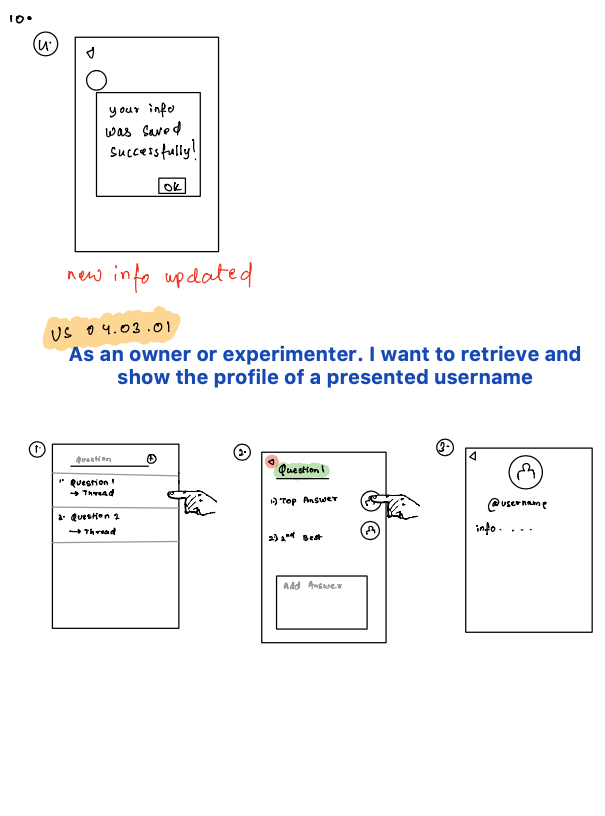 10.
4.
your info
was saved
successfully!
OK
new info updated
US 04.03.01
As an owner or experimenter. I want to retrieve and
show the profile of a presented username
1.
Question
+
1. Question 1
→ Thread
2. Question 2
→ Thread
2.
Question 1
1.) Top Answer
2.) 2nd Best
Add Answer
3.
@username
info. . . . .